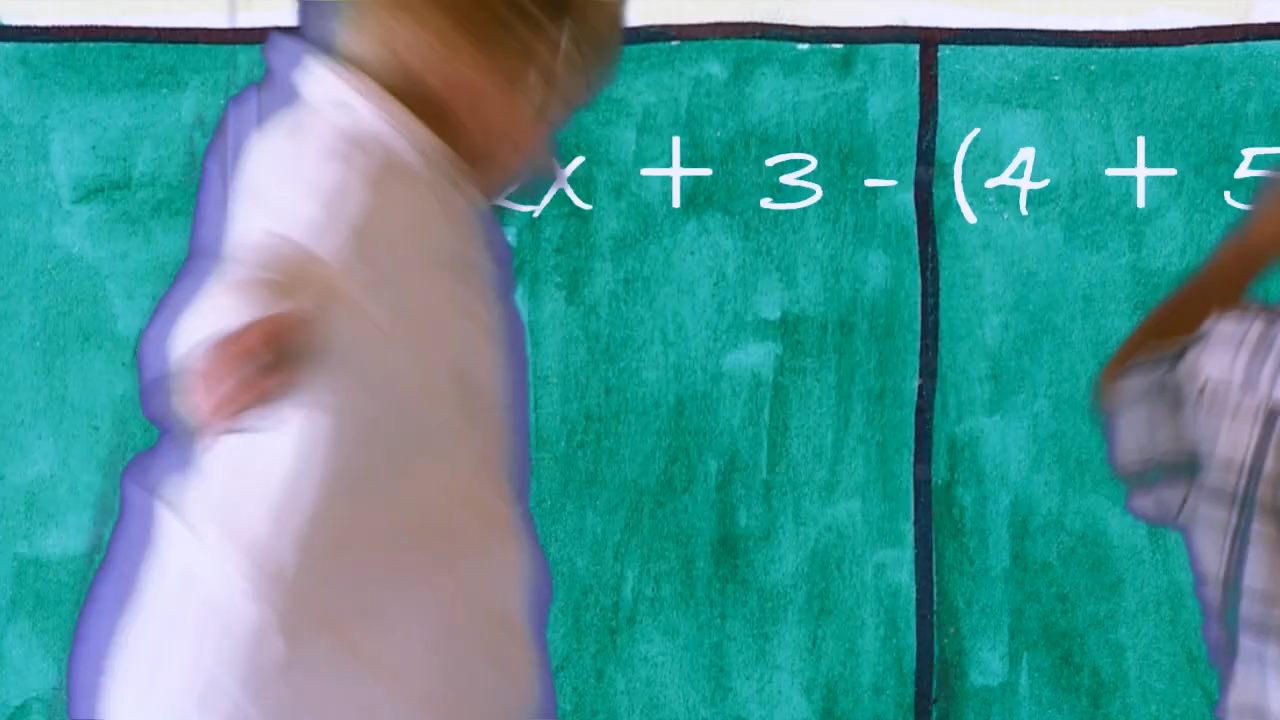 x + 3 - (4 + 5